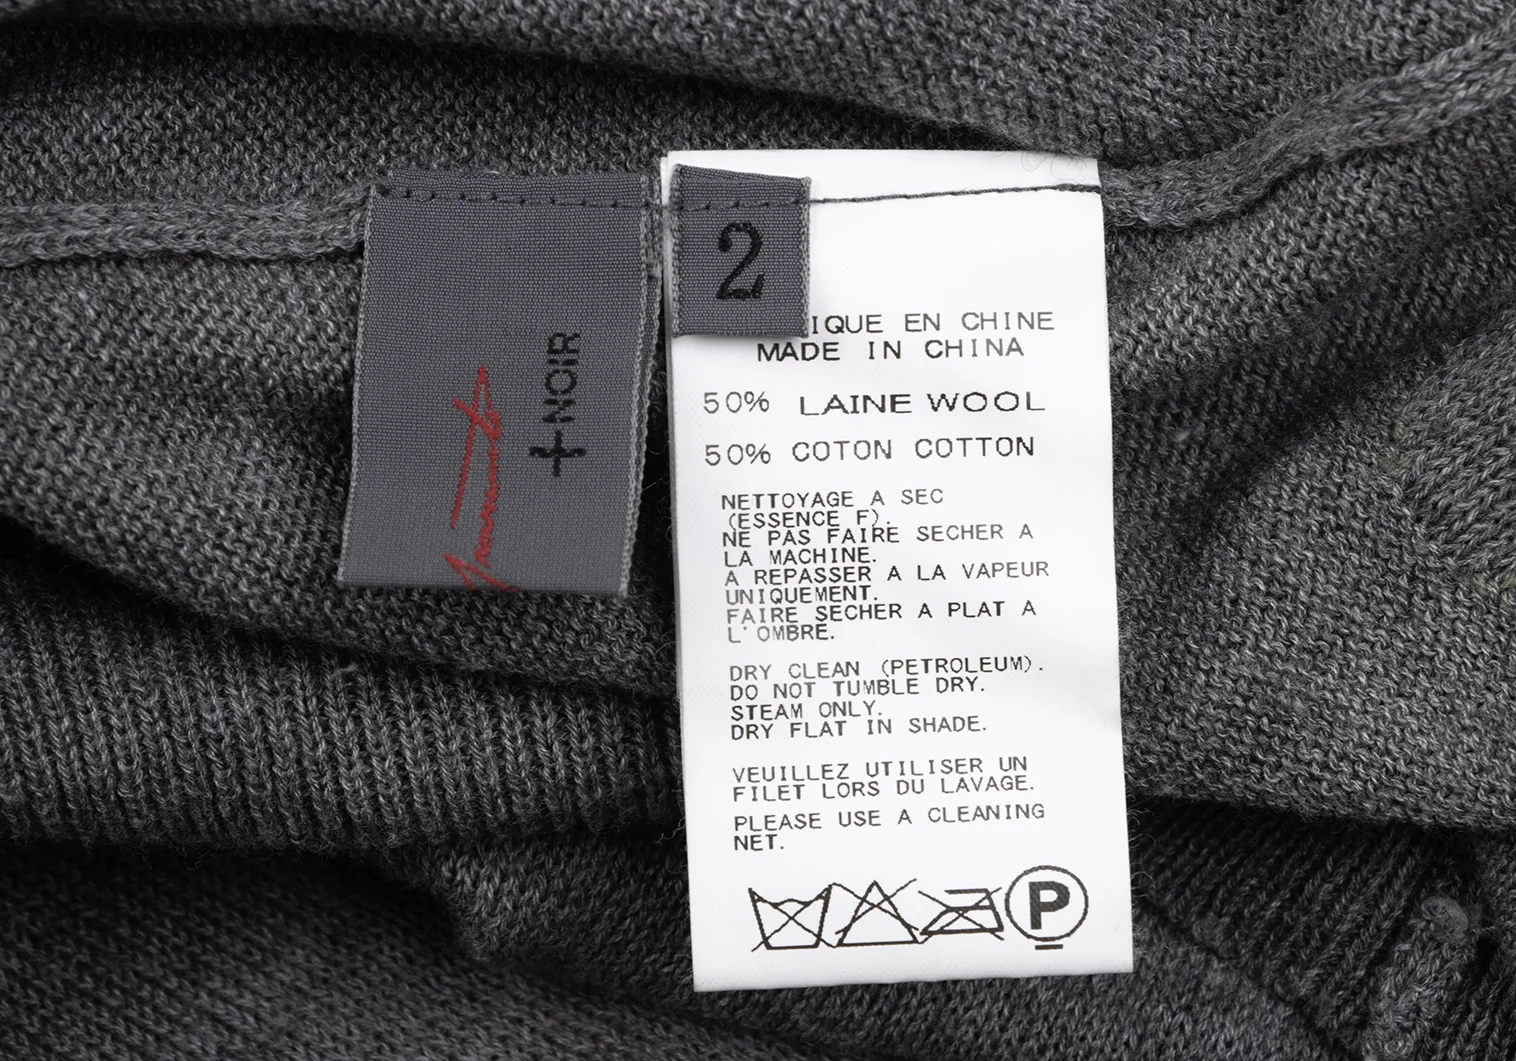 +NOIR
2
IQUE EN CHINE
MADE IN CHINA
50% LAINE WOOL
50% COTON COTTON
NETTOYAGE A SEC
(ESSENCE F).
NE PAS FAIRE SECHER A
LA MACHINE.
A REPASSER A LA VAPEUR
UNIQUEMENT.
FAIRE SECHER A PLAT A
L'OMBRE.
DRY CLEAN (PETROLEUM).
DO NOT TUMBLE DRY.
STEAM ONLY.
DRY FLAT IN SHADE.
VEUILLEZ UTILISER UN
FILET LORS DU LAVAGE.
PLEASE USE A CLEANING
NET.
P